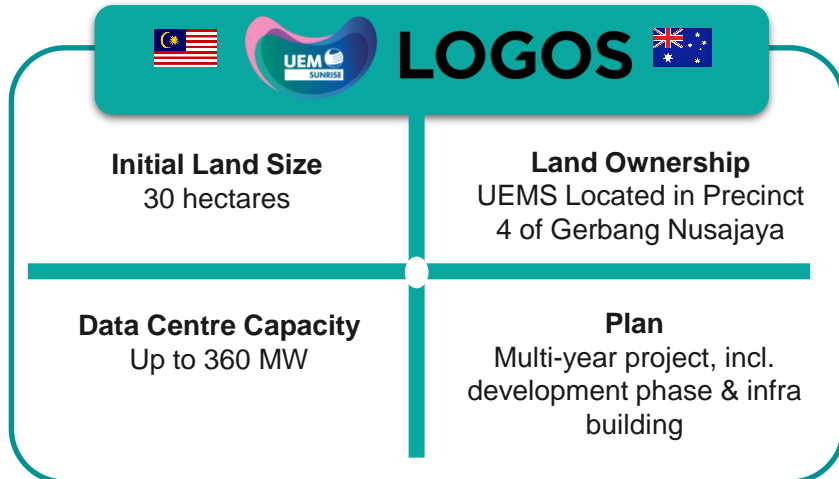 UEM
SUNRISE
LOGOS
Initial Land Size
30 hectares
Land Ownership
UEMS Located in Precinct
4 of Gerbang Nusajaya
Data Centre Capacity
Up to 360 MW
Plan
Multi-year project, incl.
development phase & infra
building